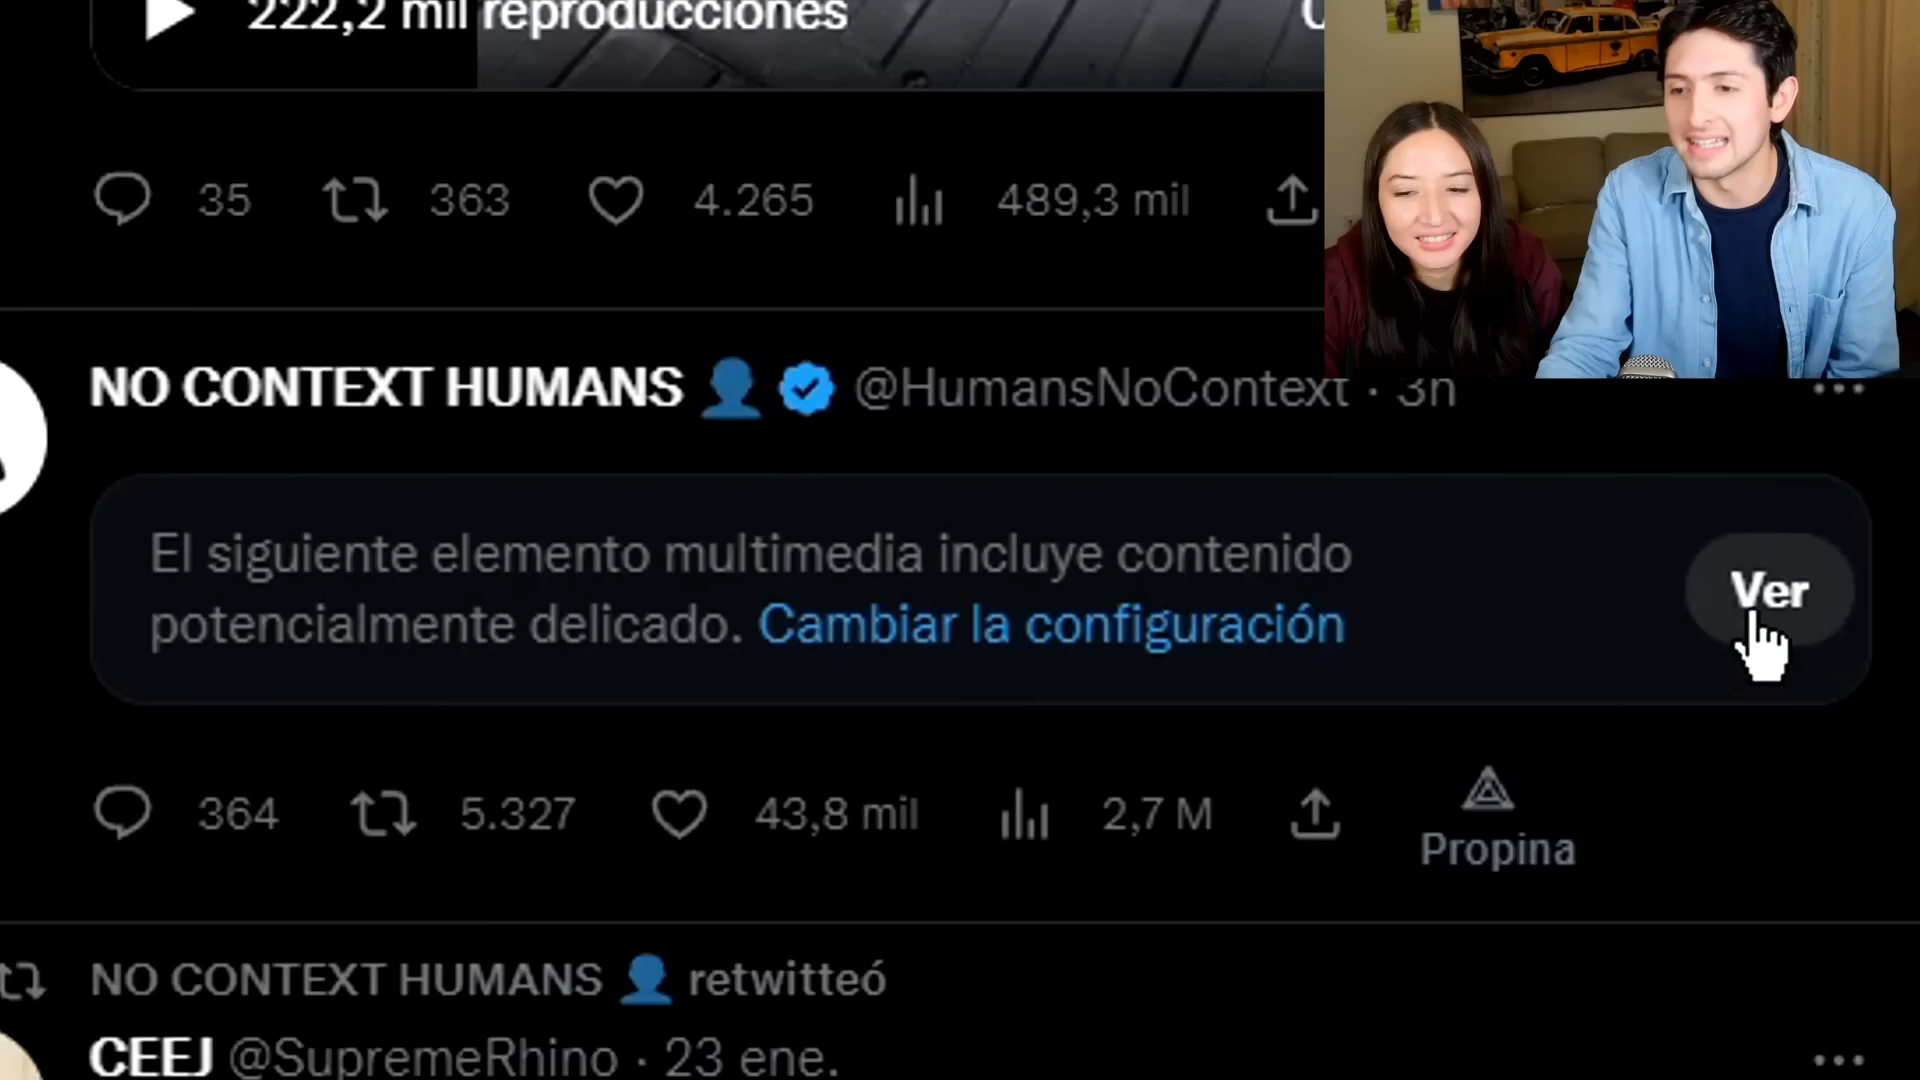 222,2 mil reproducciones
35 363 4.265 489,3 mil
NO CONTEXT HUMANS @HumansNoContext · 3h
El siguiente elemento multimedia incluye contenido
potencialmente delicado. Cambiar la configuración
Ver
364 5.327 43,8 mil 2,7 M
Propina
NO CONTEXT HUMANS retwitteó
CEEJ @SupremeRhino · 23 ene.